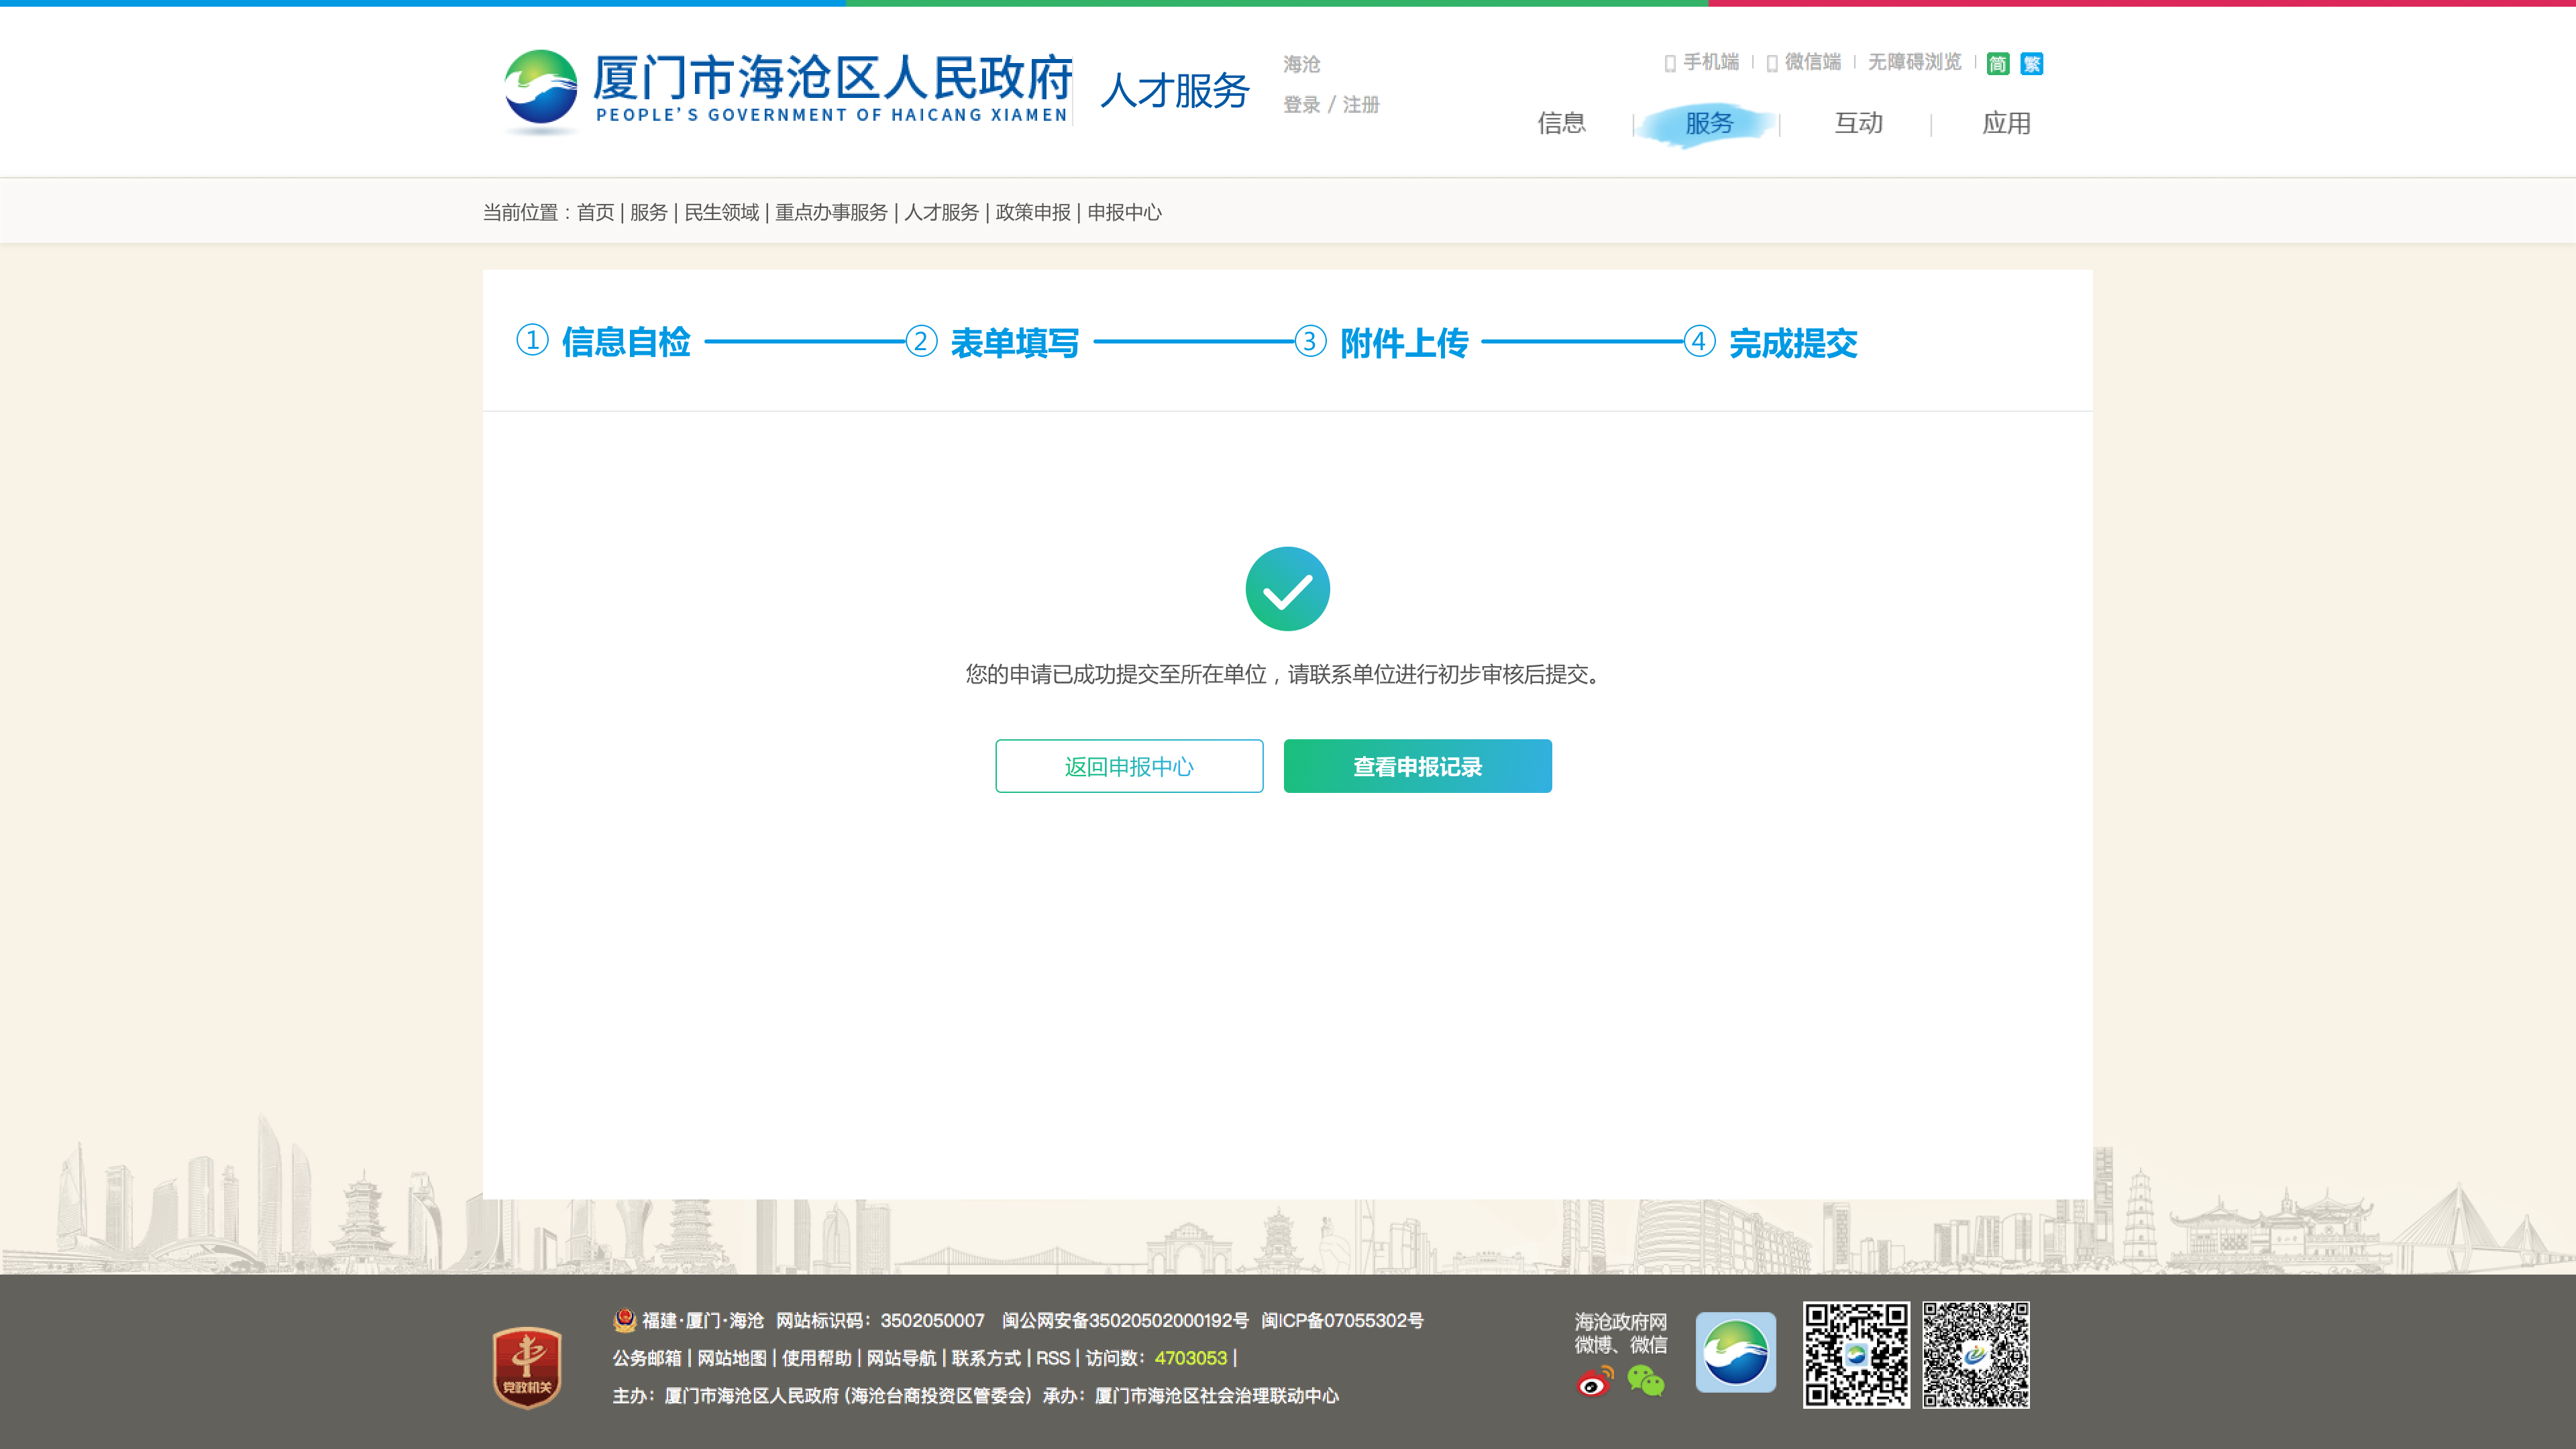 厦门市海沧区人民政府
PEOPLE'S GOVERNMENT OF HAICANG XIAMEN
人才服务
海沧
登录 / 注册
手机端 | 微信端 | 无障碍浏览 | 简 繁
信息 | 服务 | 互动 | 应用
当前位置：首页 | 服务 | 民生领域 | 重点办事服务 | 人才服务 | 政策申报 | 申报中心
① 信息自检 ② 表单填写 ③ 附件上传 ④ 完成提交
您的申请已成功提交至所在单位，请联系单位进行初步审核后提交。
返回申报中心 查看申报记录
党政机关
福建·厦门·海沧 网站标识码：3502050007 闽公网安备35020502000192号 闽ICP备07055302号
公务邮箱 | 网站地图 | 使用帮助 | 网站导航 | 联系方式 | RSS | 访问数：4703053 |
主办：厦门市海沧区人民政府 (海沧台商投资区管委会) 承办：厦门市海沧区社会治理联动中心
海沧政府网
微博、微信